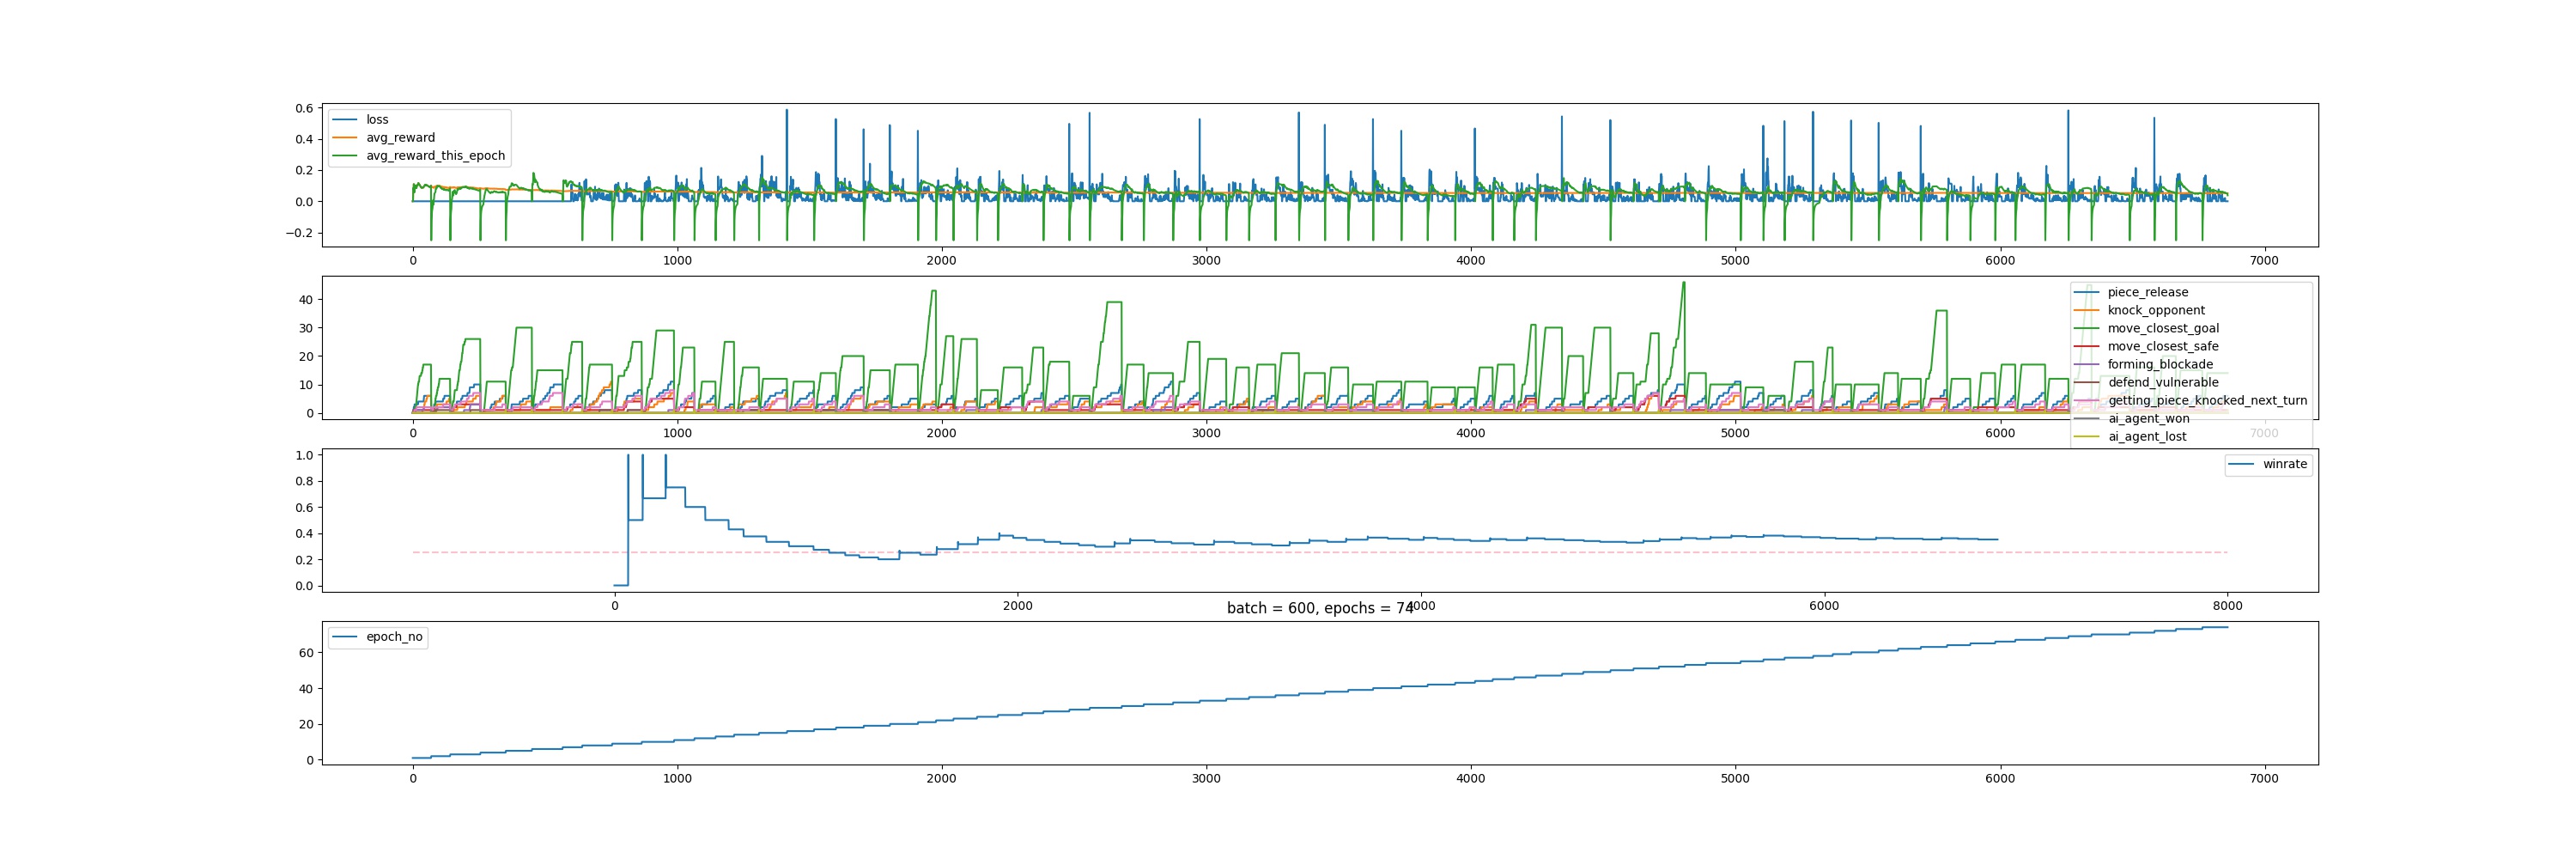 0.6
0.4
0.2
0.0
−0.2
loss
avg_reward
avg_reward_this_epoch
0 1000 2000 3000 4000 5000 6000 7000
40
30
20
10
0
piece_release
knock_opponent
move_closest_goal
move_closest_safe
forming_blockade
defend_vulnerable
getting_piece_knocked_next_turn
ai_agent_won
ai_agent_lost
0 1000 2000 3000 4000 5000 6000 7000
1.0
0.8
0.6
0.4
0.2
0.0
winrate
0 2000 4000 6000 8000
batch = 600, epochs = 74
60
40
20
0
epoch_no
0 1000 2000 3000 4000 5000 6000 7000